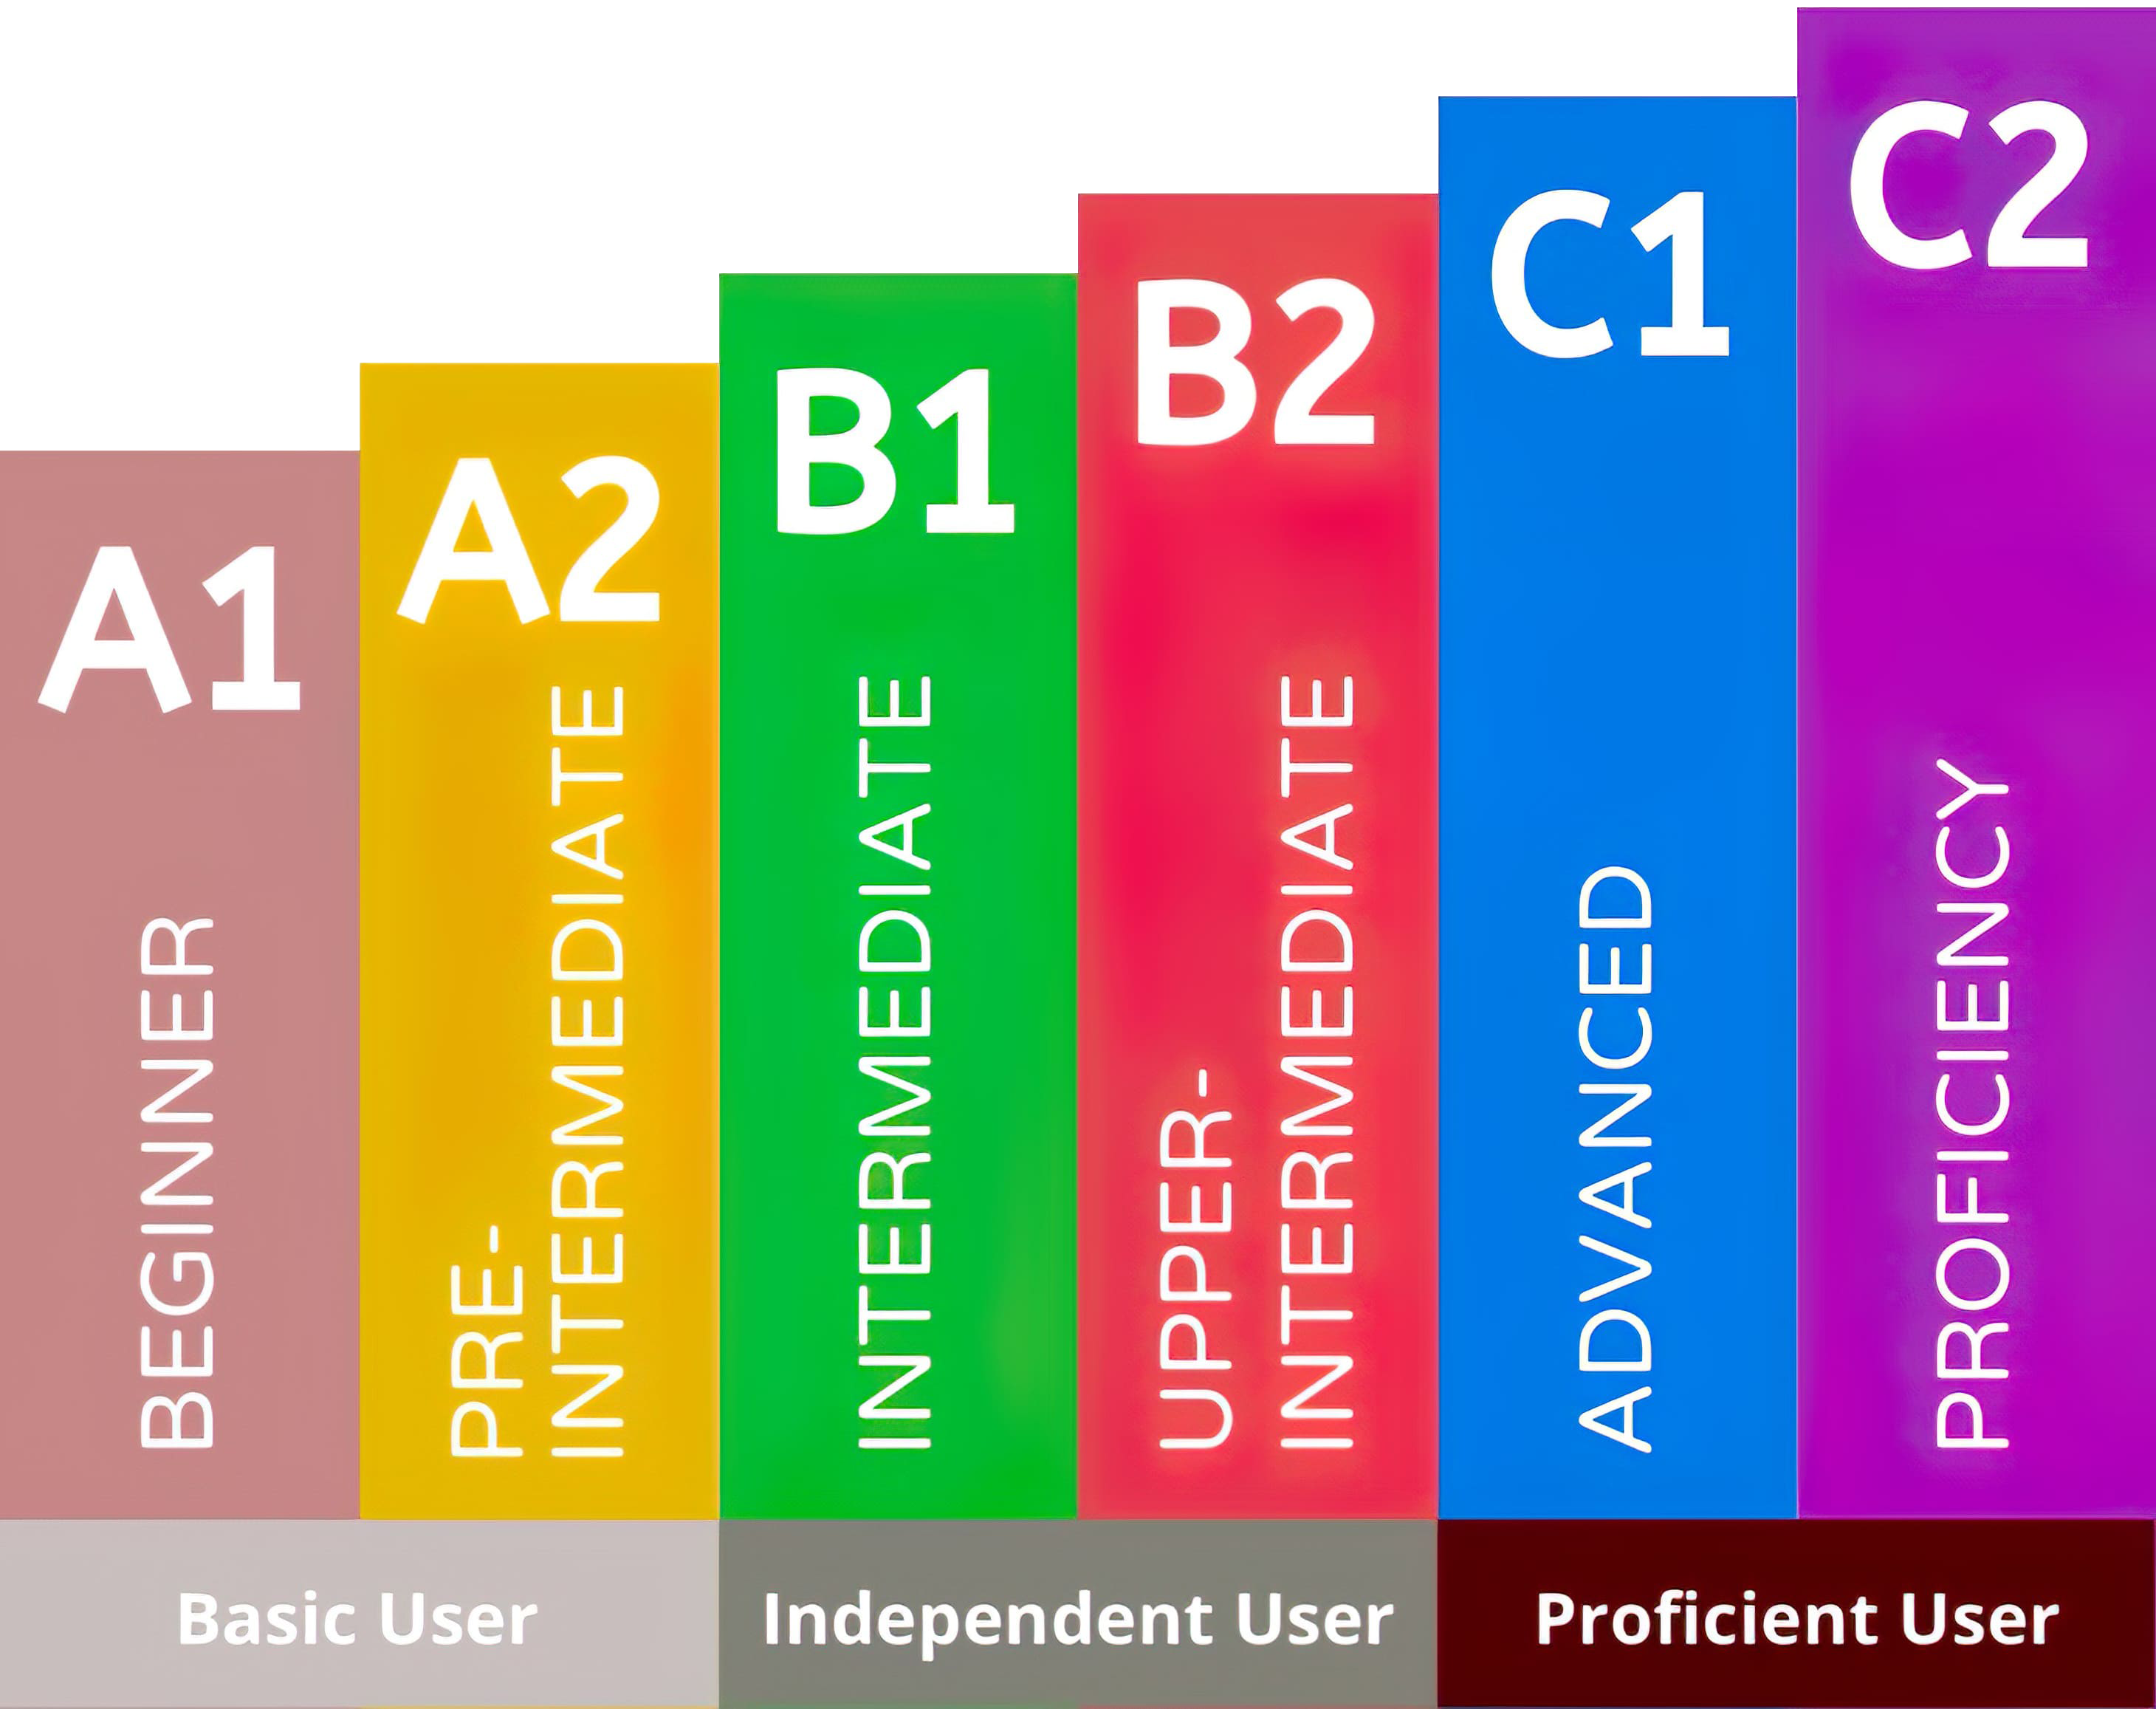 A1
BEGINNER
A2
PRE-
INTERMEDIATE
B1
INTERMEDIATE
B2
UPPER-
INTERMEDIATE
C1
ADVANCED
C2
PROFICIENCY
Basic User
Independent User
Proficient User